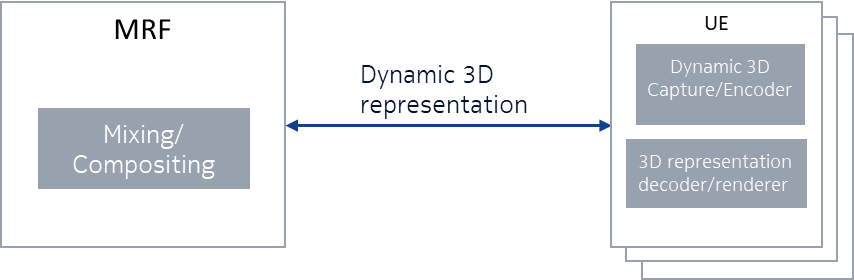 MRF
Mixing/
Compositing
Dynamic 3D
representation
UE
Dynamic 3D
Capture/Encoder
3D representation
decoder/renderer